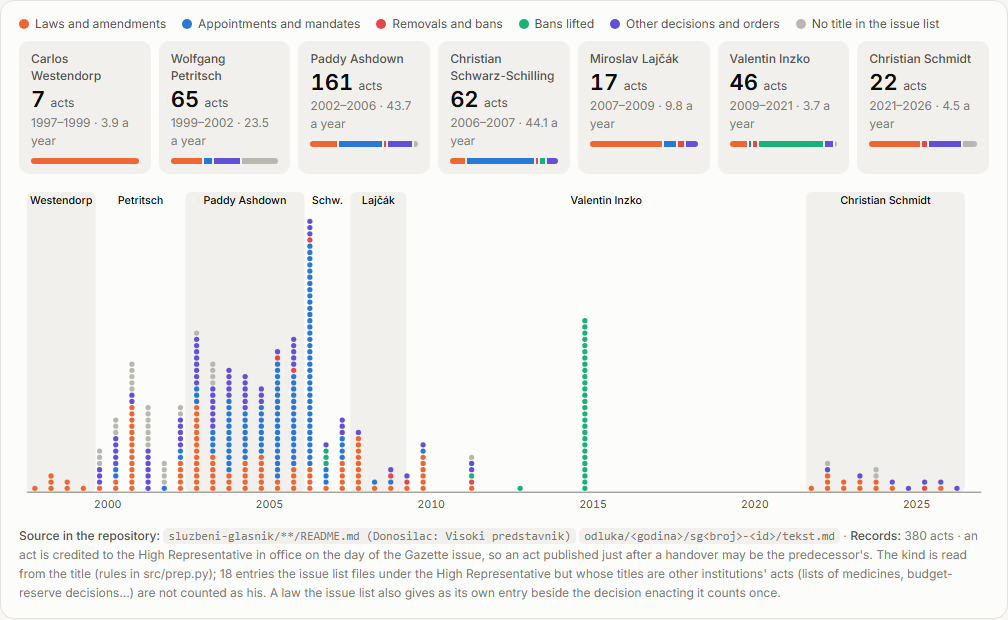 Laws and amendments Appointments and mandates Removals and bans Bans lifted Other decisions and orders No title in the issue list
Carlos
Westendorp
7 acts
1997–1999 · 3.9 a
year
Wolfgang
Petritsch
65 acts
1999–2002 · 23.5
a year
Paddy Ashdown
161 acts
2002–2006 · 43.7
a year
Christian
Schwarz-Schilling
62 acts
2006–2007 · 44.1 a
year
Miroslav Lajčák
17 acts
2007–2009 · 9.8 a
year
Valentin Inzko
46 acts
2009–2021 · 3.7 a
year
Christian Schmidt
22 acts
2021–2026 · 4.5 a
year
Westendorp Petritsch Paddy Ashdown Schw. Lajčák Valentin Inzko Christian Schmidt
2000 2005 2010 2015 2020 2025
Source in the repository: sluzbeni-glasnik/**/README.md (Donosilac: Visoki predstavnik) odluka/<godina>/sg<broj>-<id>/tekst.md · Records: 380 acts · an
act is credited to the High Representative in office on the day of the Gazette issue, so an act published just after a handover may be the predecessor's. The kind is read
from the title (rules in src/prep.py); 18 entries the issue list files under the High Representative but whose titles are other institutions' acts (lists of medicines, budget-
reserve decisions…) are not counted as his. A law the issue list also gives as its own entry beside the decision enacting it counts once.